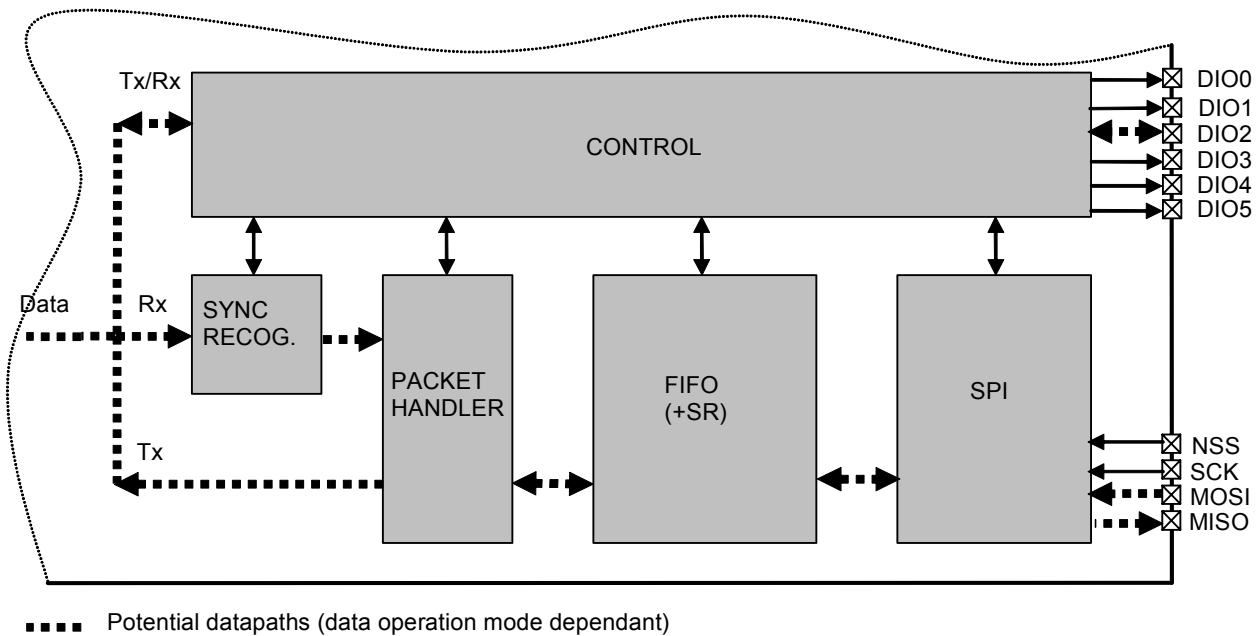 Tx/Rx
CONTROL
DIO0
DIO1
DIO2
DIO3
DIO4
DIO5
Data
Rx
SYNC
RECOG.
PACKET
HANDLER
FIFO
(+SR)
SPI
Tx
NSS
SCK
MOSI
MISO
Potential datapaths (data operation mode dependant)